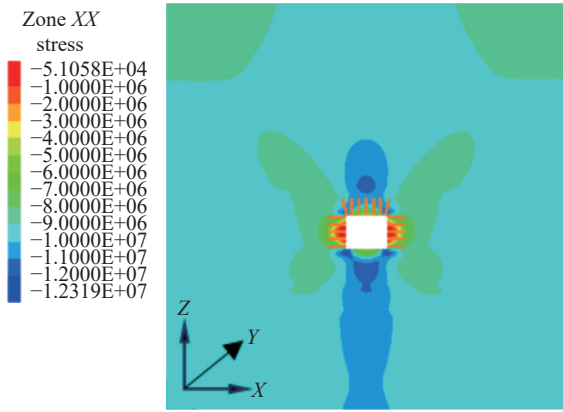 Zone XX
stress
−5.1058E+04
−1.0000E+06
−2.0000E+06
−3.0000E+06
−4.0000E+06
−5.0000E+06
−6.0000E+06
−7.0000E+06
−8.0000E+06
−9.0000E+06
−1.0000E+07
−1.1000E+07
−1.2000E+07
−1.2319E+07
Z
Y
X